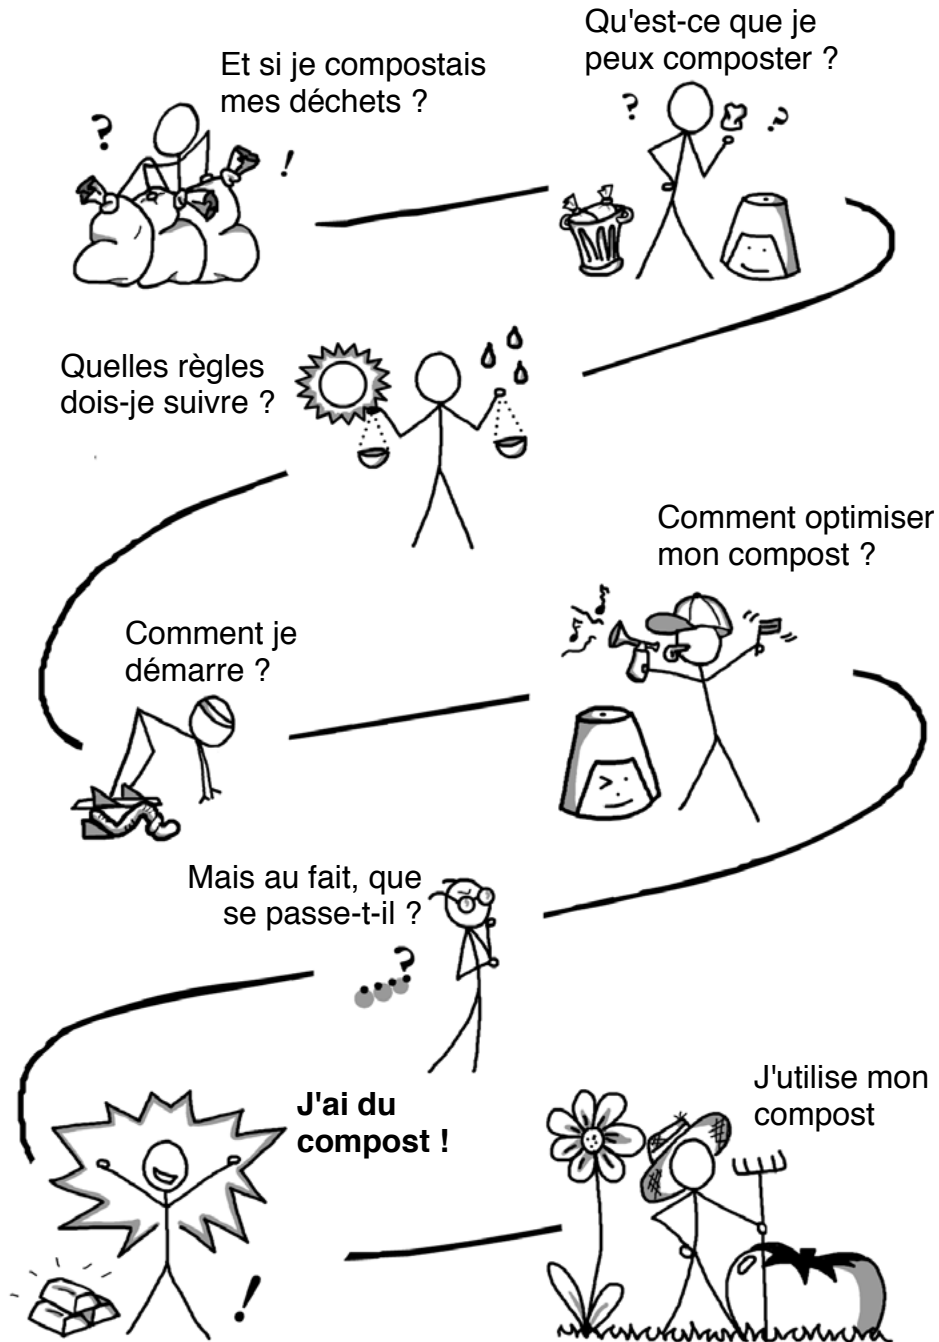 Et si je compostais
mes déchets ?
Qu'est-ce que je
peux composter ?
Quelles règles
dois-je suivre ?
Comment je
démarre ?
Comment optimiser
mon compost ?
Mais au fait, que
se passe-t-il ?
J'ai du
compost !
J'utilise mon
compost